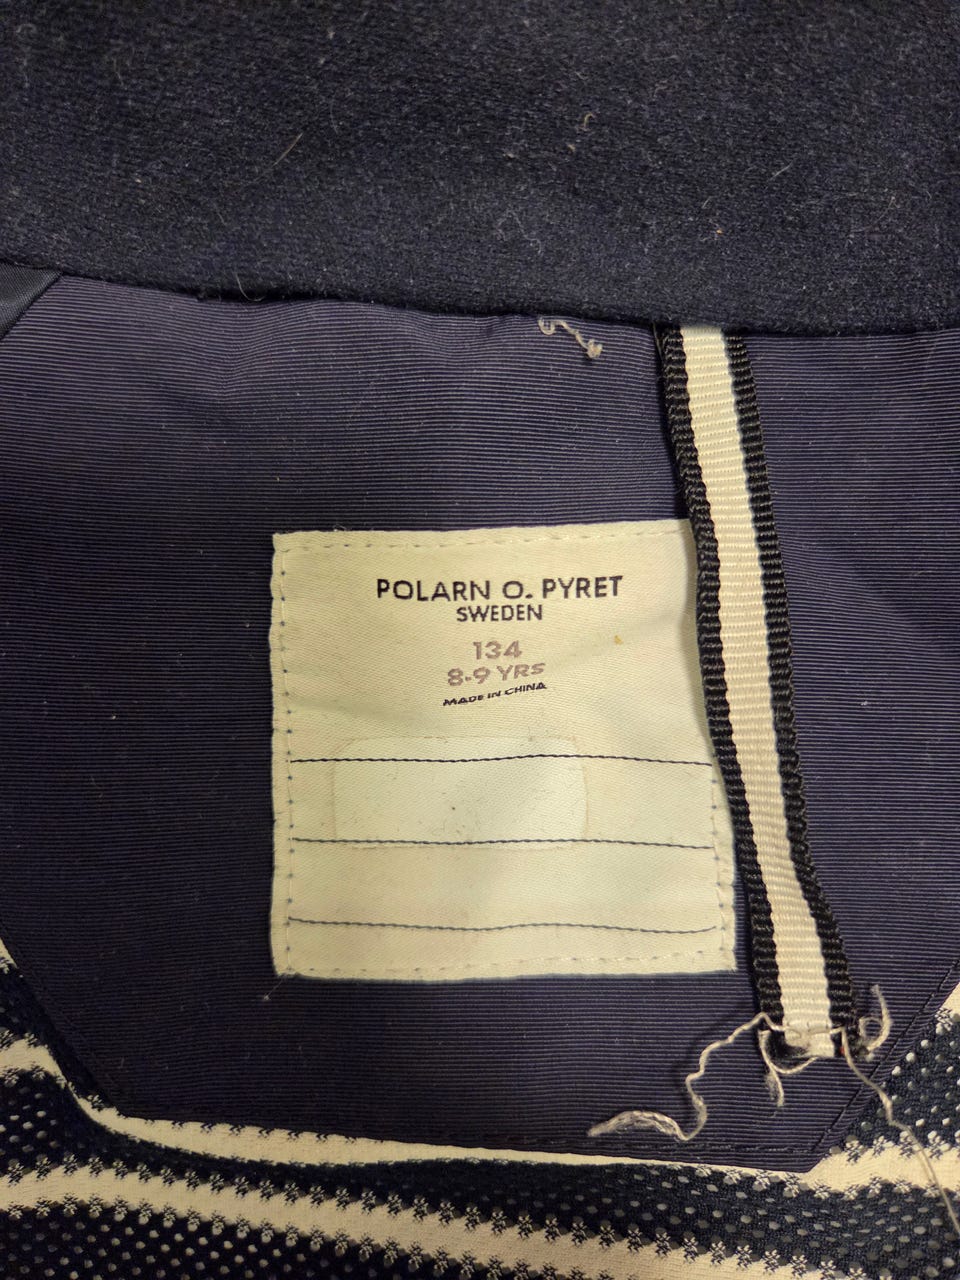 POLARN O. PYRET
SWEDEN
134
8-9 YRS
MADE IN CHINA